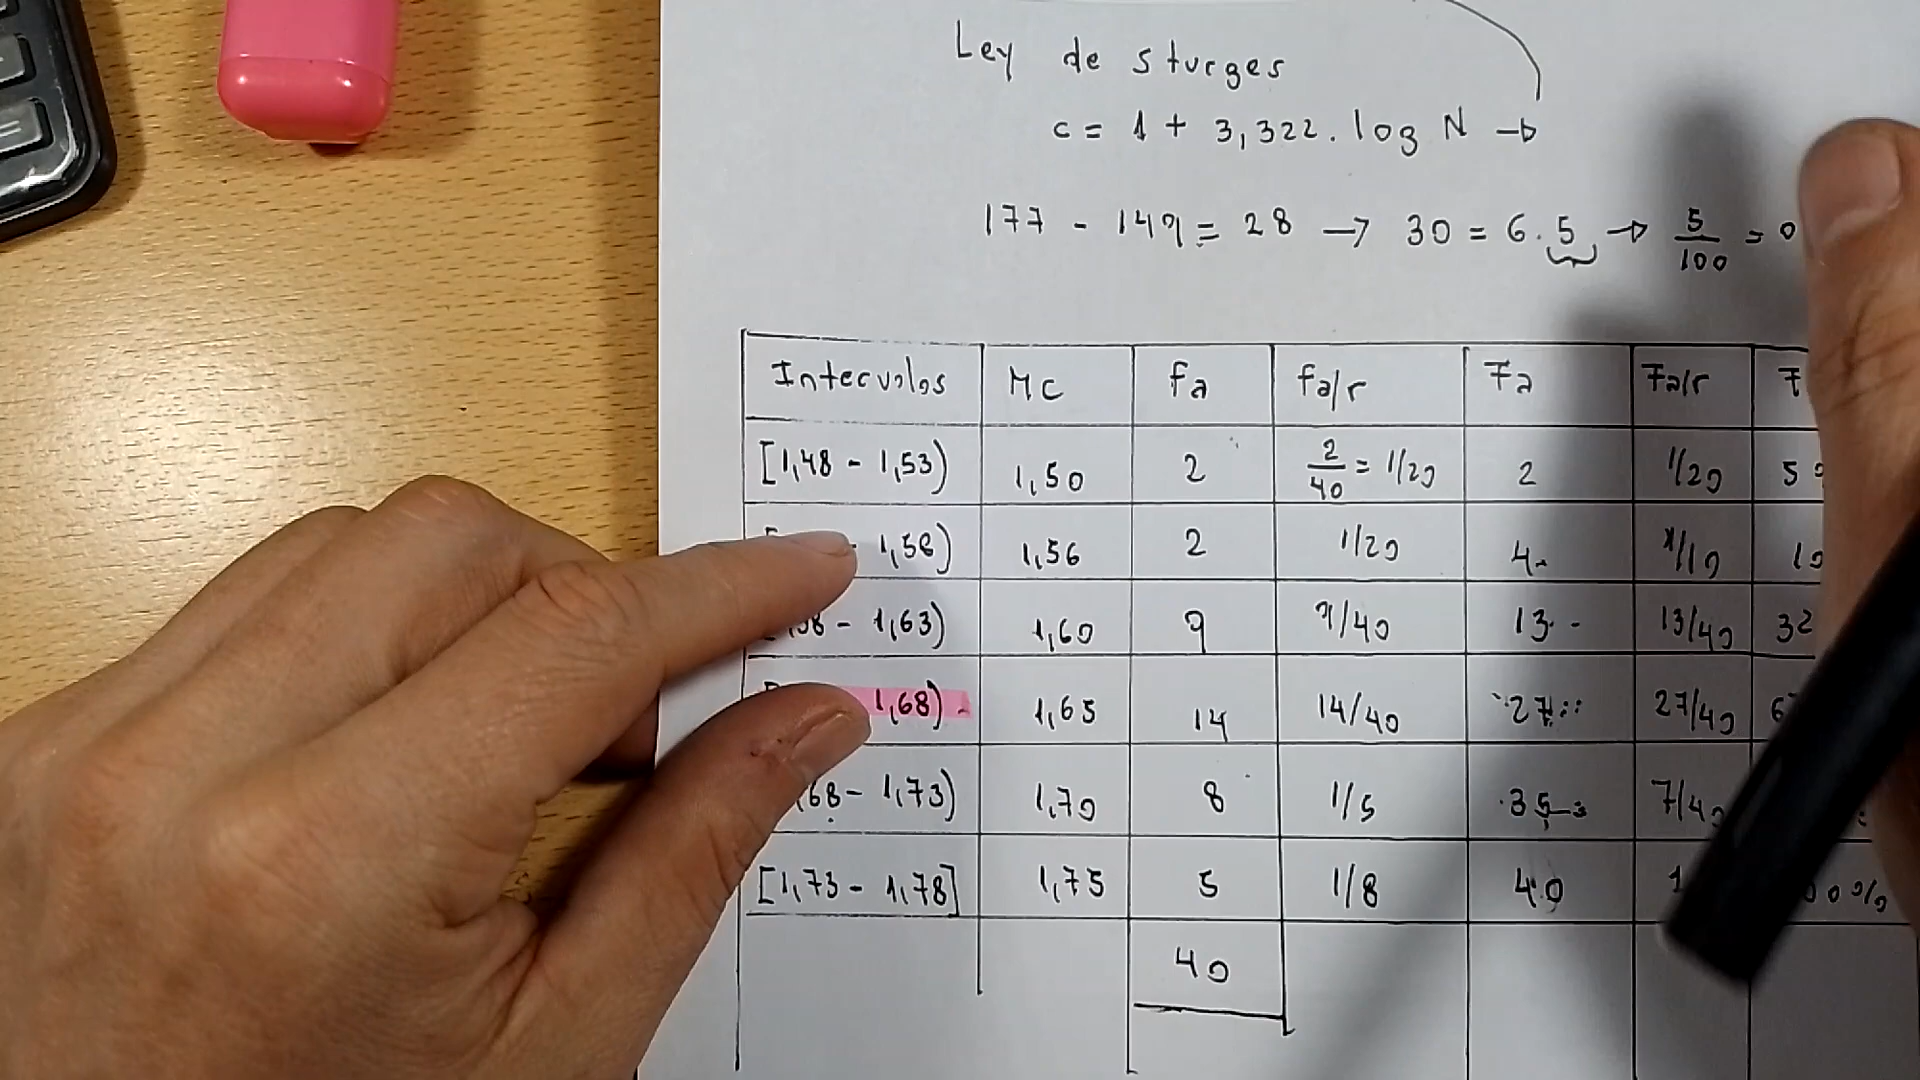 Ley de sturges
c = 1 + 3,322. log N →
177 - 149 = 28 → 30 = 6.5 → 5/100 = 0
Intervalos MC fa fa/r Fa Fa/r F
[1,48 - 1,53) 1,50 2 2/40 = 1/20 2 1/20 5
- 1,58) 1,56 2 1/20 4 1/10 10
- 1,63) 1,60 9 9/40 13 13/40 32
1,68) 1,65 14 14/40 27 27/40
- 1,73) 1,70 8 1/5 35 7/40
[1,73 - 1,78] 1,75 5 1/8 40 1
40
=